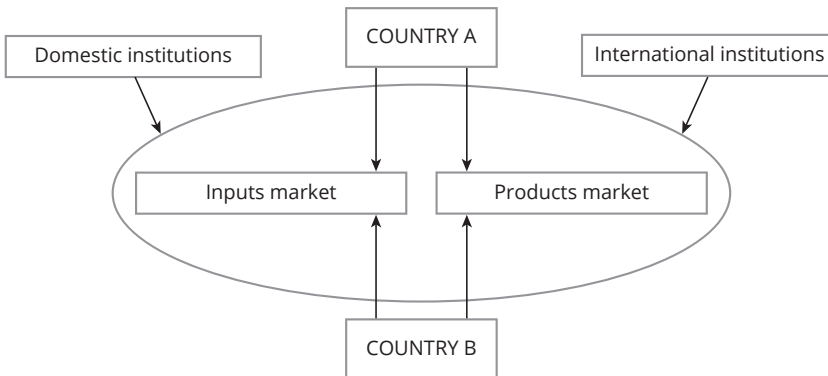 COUNTRY A
Domestic institutions
International institutions
Inputs market
Products market
COUNTRY B